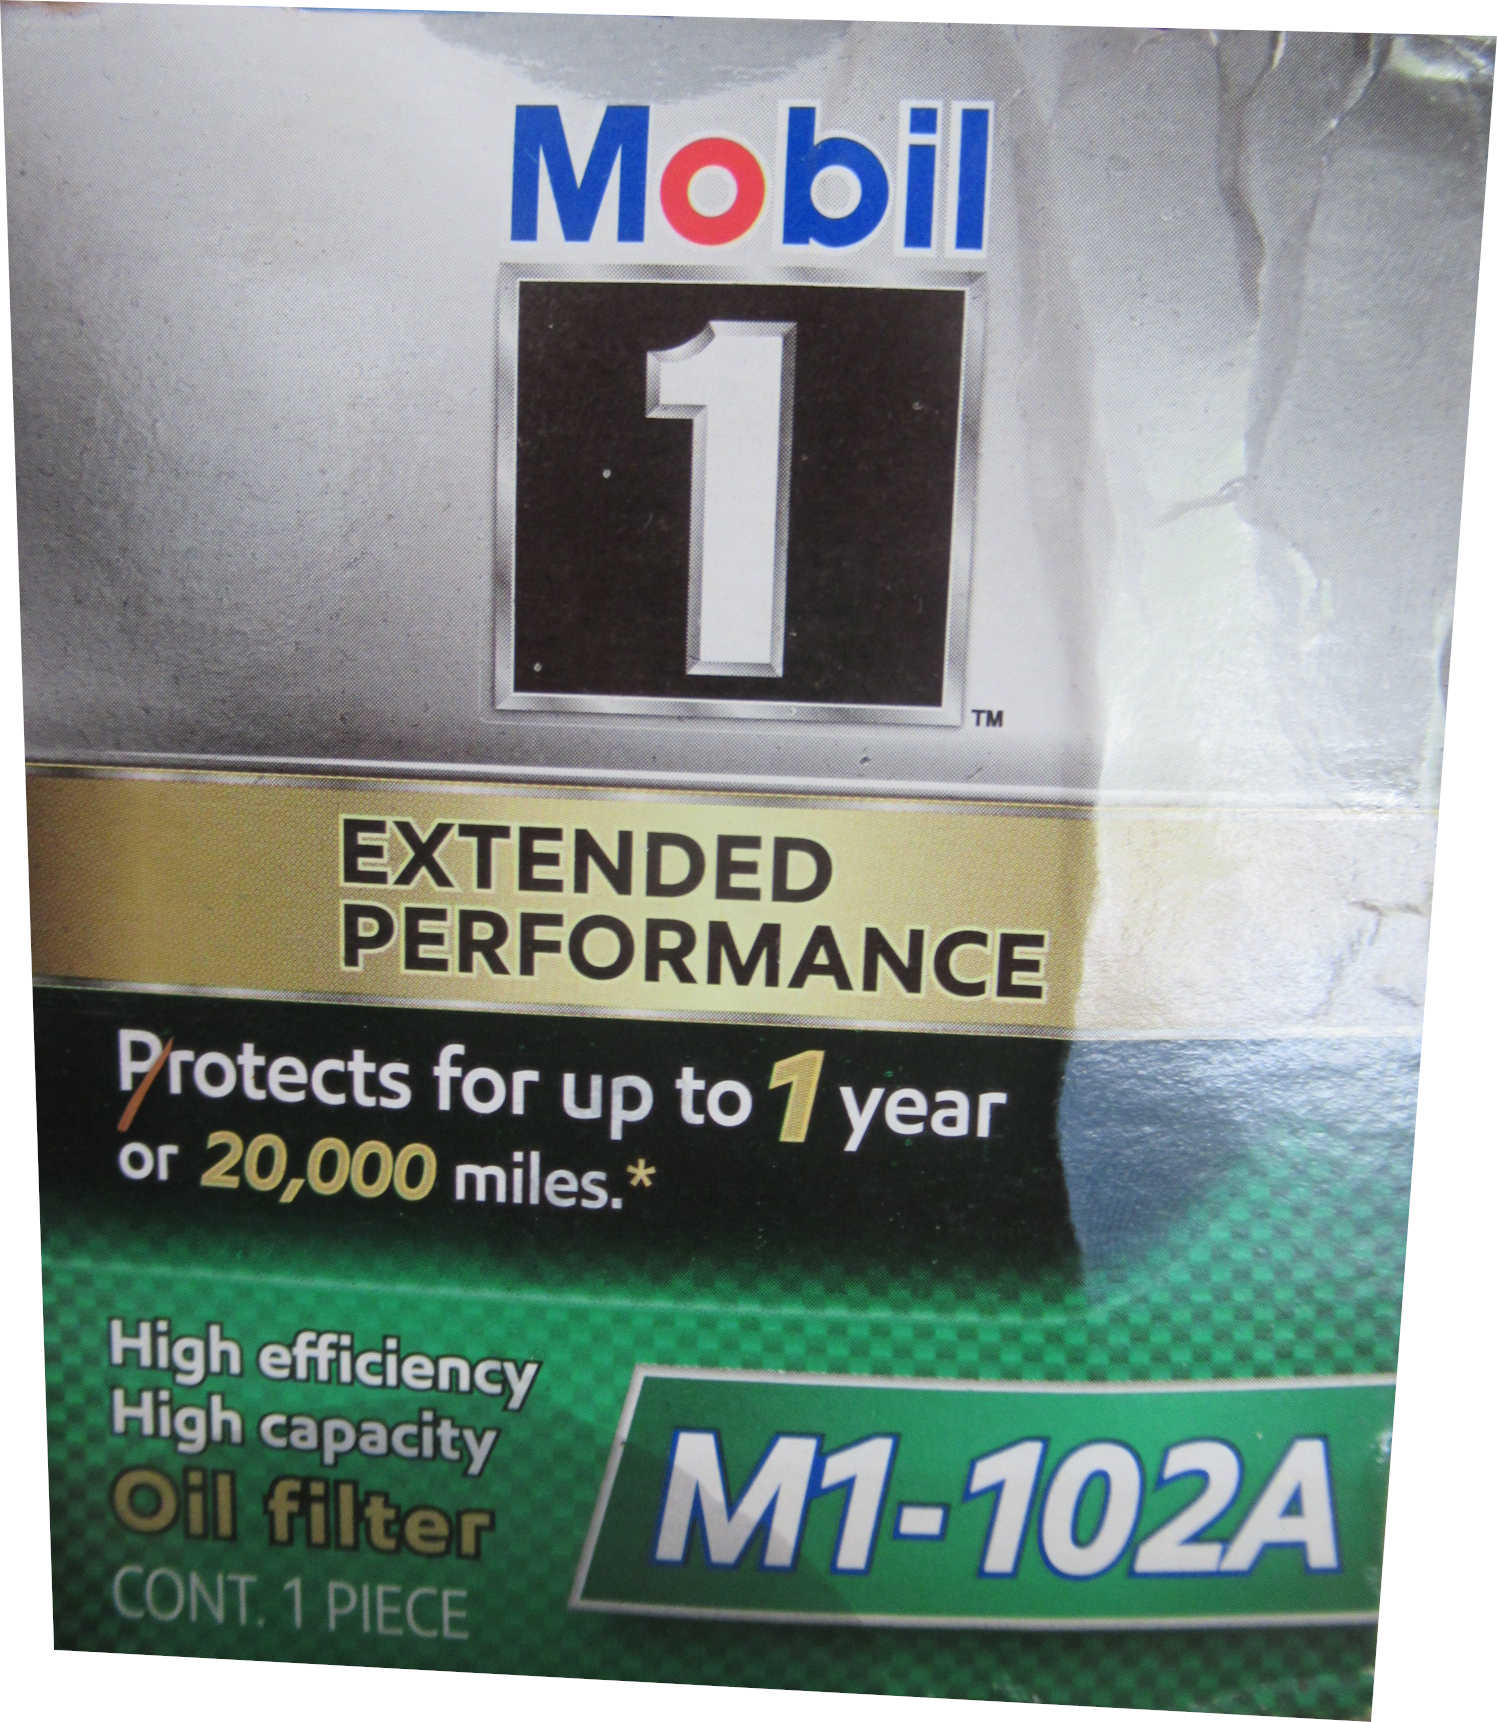 Mobil
1
TM
EXTENDED
PERFORMANCE
Protects for up to 1 year
or 20,000 miles.*
High efficiency
High capacity
Oil filter
CONT. 1 PIECE
M1-102A